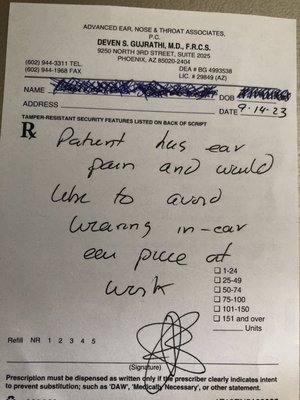 ADVANCED EAR, NOSE & THROAT ASSOCIATES,
P.C.
DEVEN S. GUJRATHI, M.D., F.R.C.S.
9250 NORTH 3RD STREET, SUITE 2025
PHOENIX, AZ 85020-2404
(602) 944-3311 TEL. DEA # BG 4993538
(602) 944-1968 FAX LIC. # 29849 (AZ)
NAME DOB
ADDRESS DATE 9-14-23
TAMPER-RESISTANT SECURITY FEATURES LISTED ON BACK OF SCRIPT
Rx
Patient has ear
pain and would
like to avoid
wearing in-ear
ear piece at
work
☐ 1-24
☐ 25-49
☐ 50-74
☐ 75-100
☐ 101-150
☐ 151 and over
Units
Refill NR 1 2 3 4 5
(Signature)
Prescription must be dispensed as written only if the prescriber clearly indicates intent
to prevent substitution; such as 'DAW', 'Medically Necessary', or other statement.